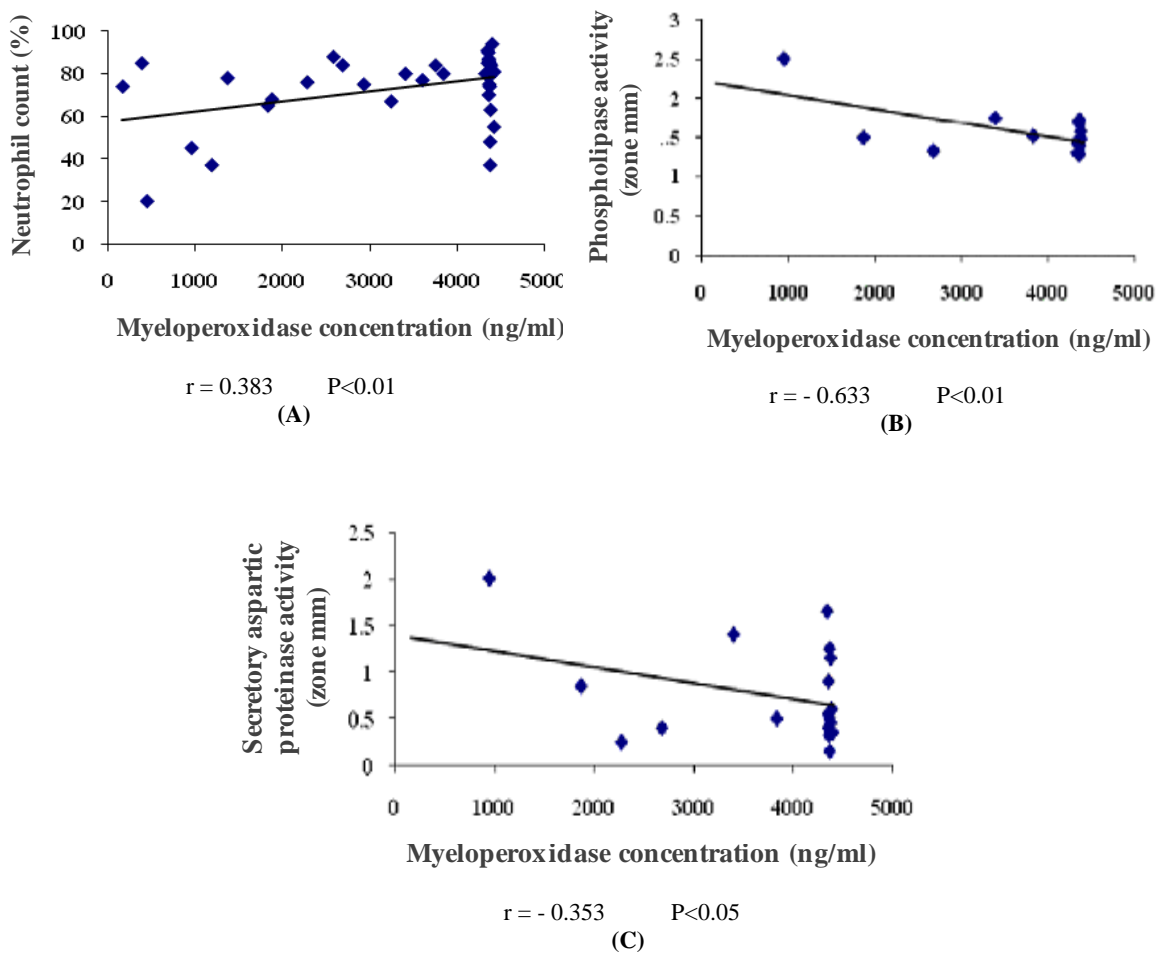 Neutrophil count (%)
100
80
60
40
20
0
0 1000 2000 3000 4000 5000
Myeloperoxidase concentration (ng/ml)
r = 0.383 P<0.01
(A)
Phospholipase activity
(zone mm)
3
2.5
2
1.5
1
0.5
0
0 1000 2000 3000 4000 5000
Myeloperoxidase concentration (ng/ml)
r = - 0.633 P<0.01
(B)
Secretory aspartic
proteinase activity
(zone mm)
2.5
2
1.5
1
0.5
0
0 1000 2000 3000 4000 5000
Myeloperoxidase concentration (ng/ml)
r = - 0.353 P<0.05
(C)